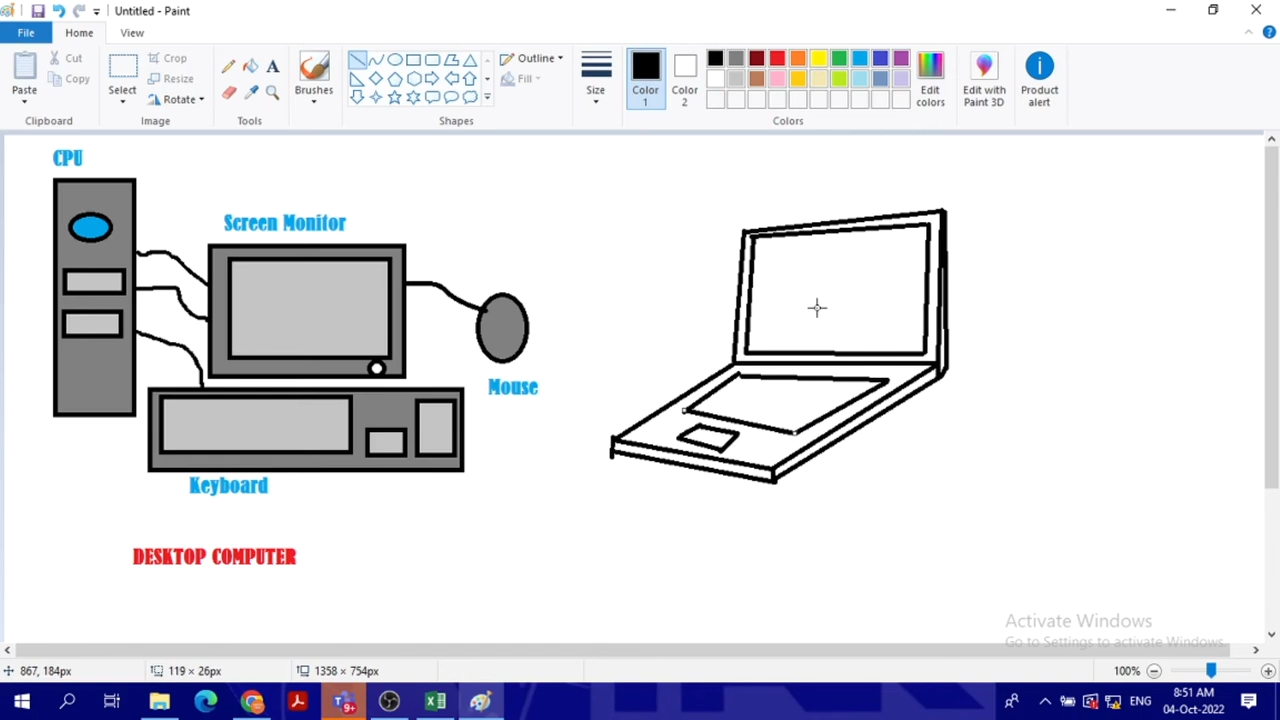 Untitled - Paint
File
Home
View
Paste
Cut
Copy
Clipboard
Select
Crop
Resize
Rotate
Image
A
Tools
Brushes
Outline
Fill
Shapes
Size
Color 1
Color 2
Edit colors
Colors
Edit with Paint 3D
Product alert
CPU
Screen Monitor
Mouse
Keyboard
DESKTOP COMPUTER
Activate Windows
Go to Settings to activate Windows.
867, 184px
119 × 26px
1358 × 754px
100%
9+
ENG
8:51 AM
04-Oct-2022